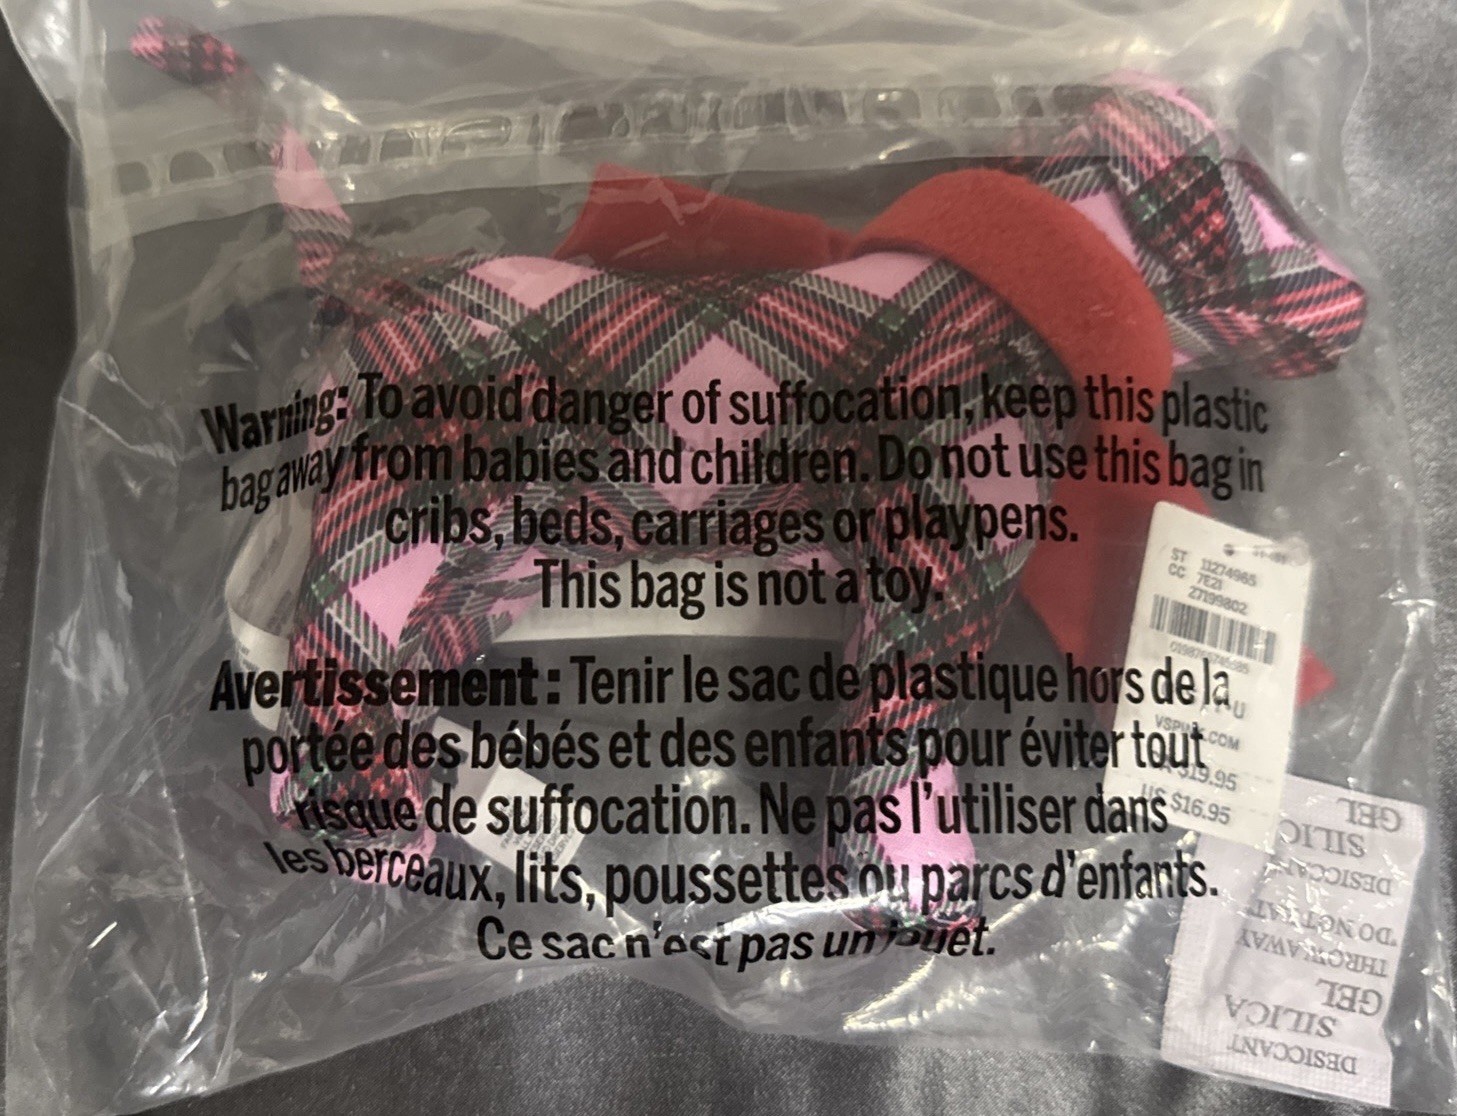 Warning: To avoid danger of suffocation, keep this plastic
bag away from babies and children. Do not use this bag in
cribs, beds, carriages or playpens.
This bag is not a toy.
Avertissement : Tenir le sac de plastique hors de la
portée des bébés et des enfants pour éviter tout
risque de suffocation. Ne pas l'utiliser dans
les berceaux, lits, poussettes ou parcs d'enfants.
Ce sac n'est pas un jouet.
ST 11274965
CC 7E21
27199802
$19.95
US $16.95
DESICCANT
SILICA
GEL
THROW AWAY
DO NOT EAT
DESICCANT
SILIC
GEL